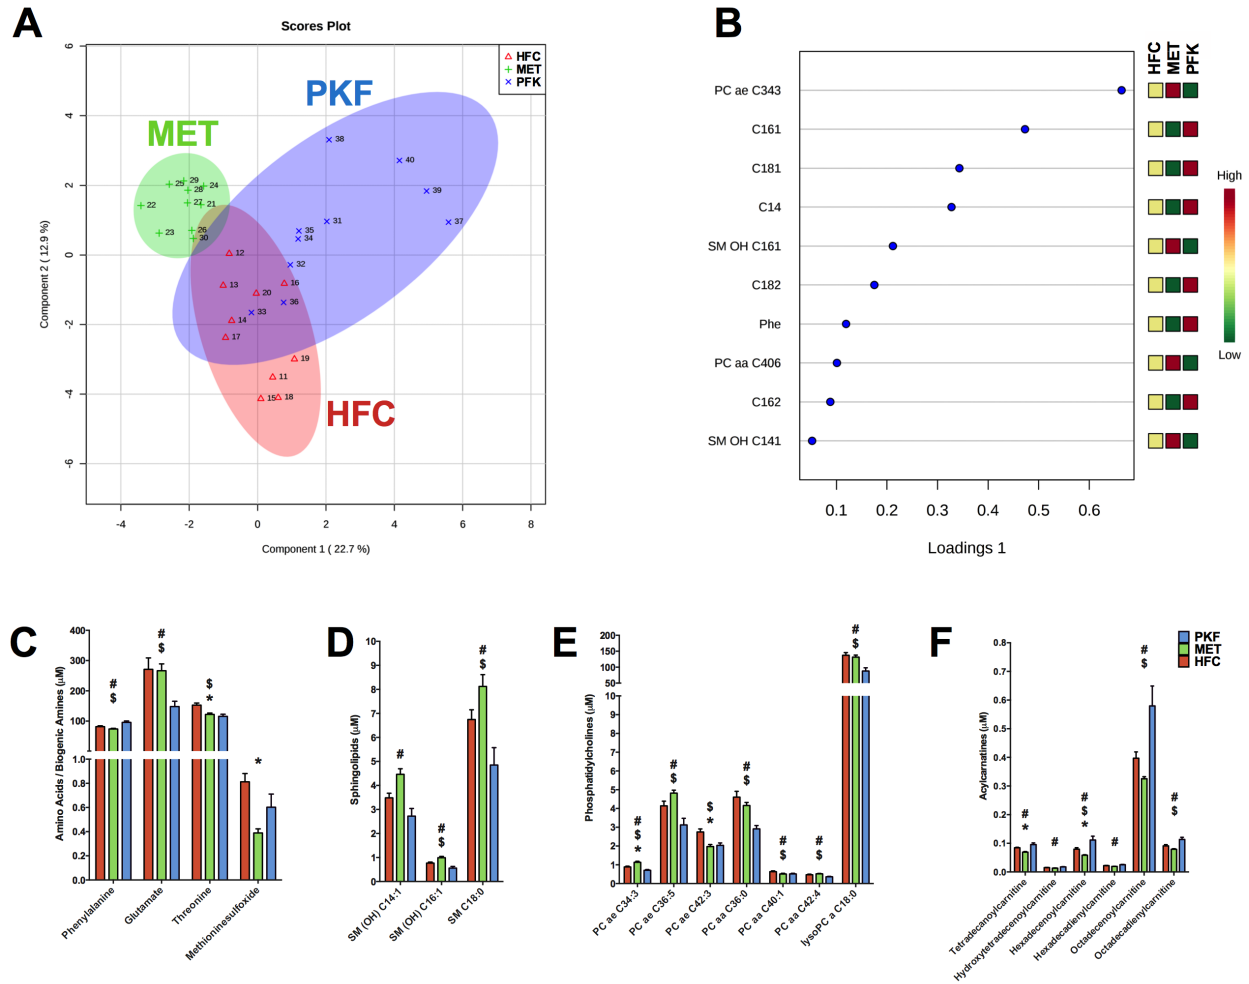 A
Scores Plot
HFC
MET
PFK
PKF
MET
HFC
38
40
39
37
31
35
34
32
36
33
29
25
24
28
27
21
22
23
26
30
12
13
16
20
14
17
19
11
15
18
6
4
2
0
-2
-4
-6
Component 2 ( 12.9 %)
-4 -2 0 2 4 6 8
Component 1 ( 22.7 %)
B
HFC MET PFK
PC ae C343
C161
C181
C14
SM OH C161
C182
Phe
PC aa C406
C162
SM OH C141
High
Low
0.1 0.2 0.3 0.4 0.5 0.6
Loadings 1
C
Amino Acids / Biogenic Amines (µM)
400
300
200
100
1.0
0.8
0.6
0.4
0.2
0.0
#
$
#
$
$
*
*
Phenylalanine
Glutamate
Threonine
Methioninesulfoxide
D
Sphingolipids (µM)
10
9
8
7
6
5
4
3
2
1
0
#
#
$
#
$
SM (OH) C14:1
SM (OH) C16:1
SM C18:0
E
Phosphatidylcholines (µM)
200
150
100
50
10
9
8
7
6
5
4
3
2
1
0
#
$
*
#
$
$
*
#
$
#
$
#
$
#
$
PC ae C34:3
PC ae C36:5
PC ae C42:3
PC aa C36:0
PC aa C40:1
PC aa C42:4
lysoPC a C18:0
F
PKF
MET
HFC
Acylcarnatines (µM)
0.8
0.7
0.6
0.5
0.4
0.3
0.2
0.1
0.0
#
*
#
#
$
*
#
#
$
#
$
Tetradecanoylcarnitine
Hydroxytetradecenoylcarnitine
Hexadecenoylcarnitine
Hexadecadienylcarnitine
Octadecenoylcarnitine
Octadecadienylcarnitine